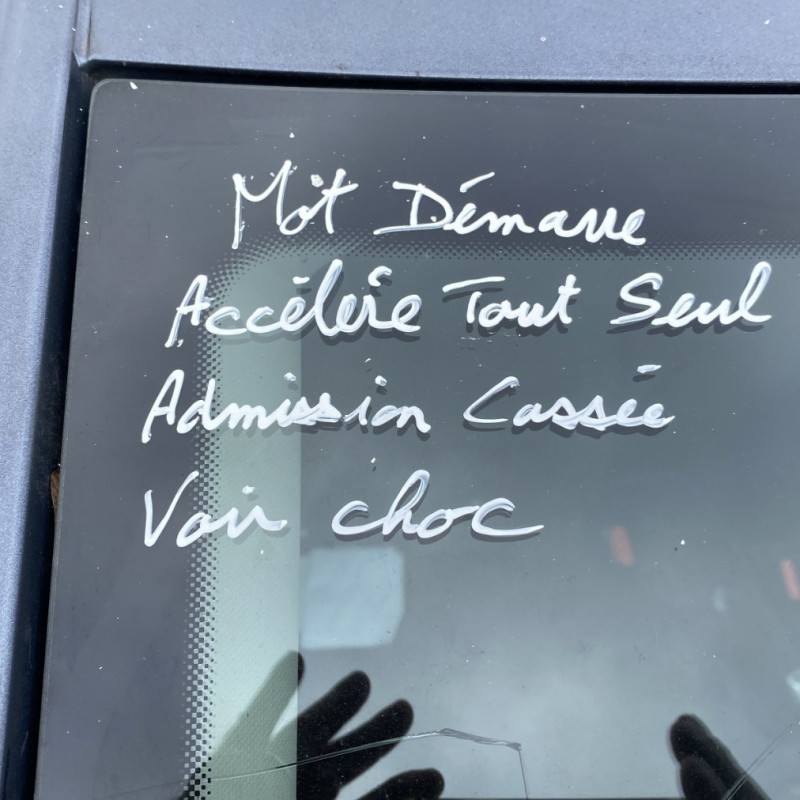 Mot Démarre
Accélère Tout Seul
Admission Cassée
Voir choc